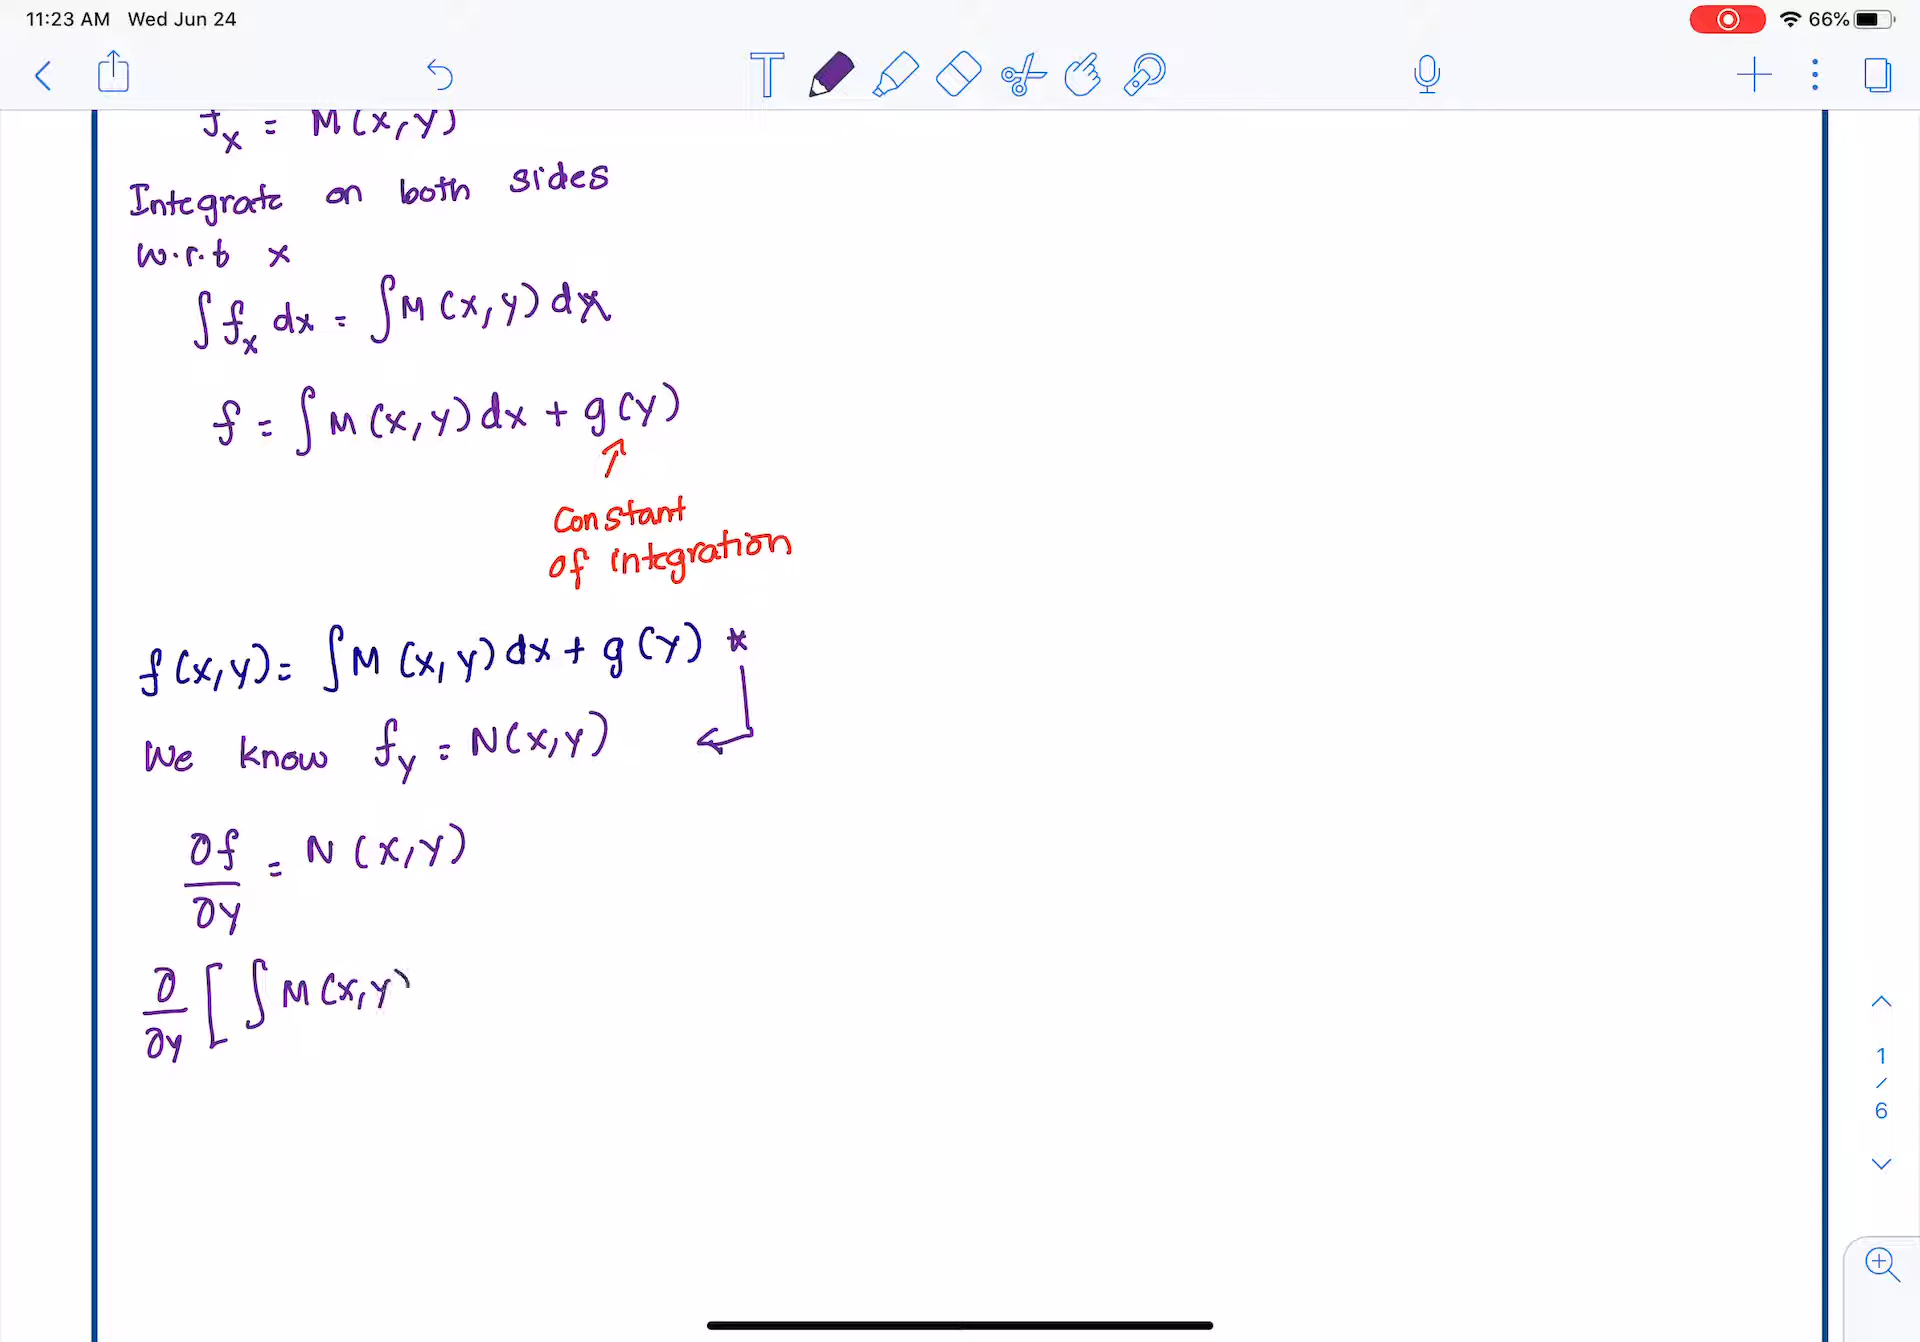 11:23 AM Wed Jun 24
66%
T
fx = M(x,y)
Integrate on both sides
w.r.t x
∫ fx dx = ∫ M(x,y) dx
f = ∫ M(x,y) dx + g(y)
↑
Constant
of integration
f(x,y) = ∫ M(x,y) dx + g(y) *
We know fy = N(x,y)
∂f/∂y = N(x,y)
∂/∂y [ ∫ M(x,y)
1
/
6